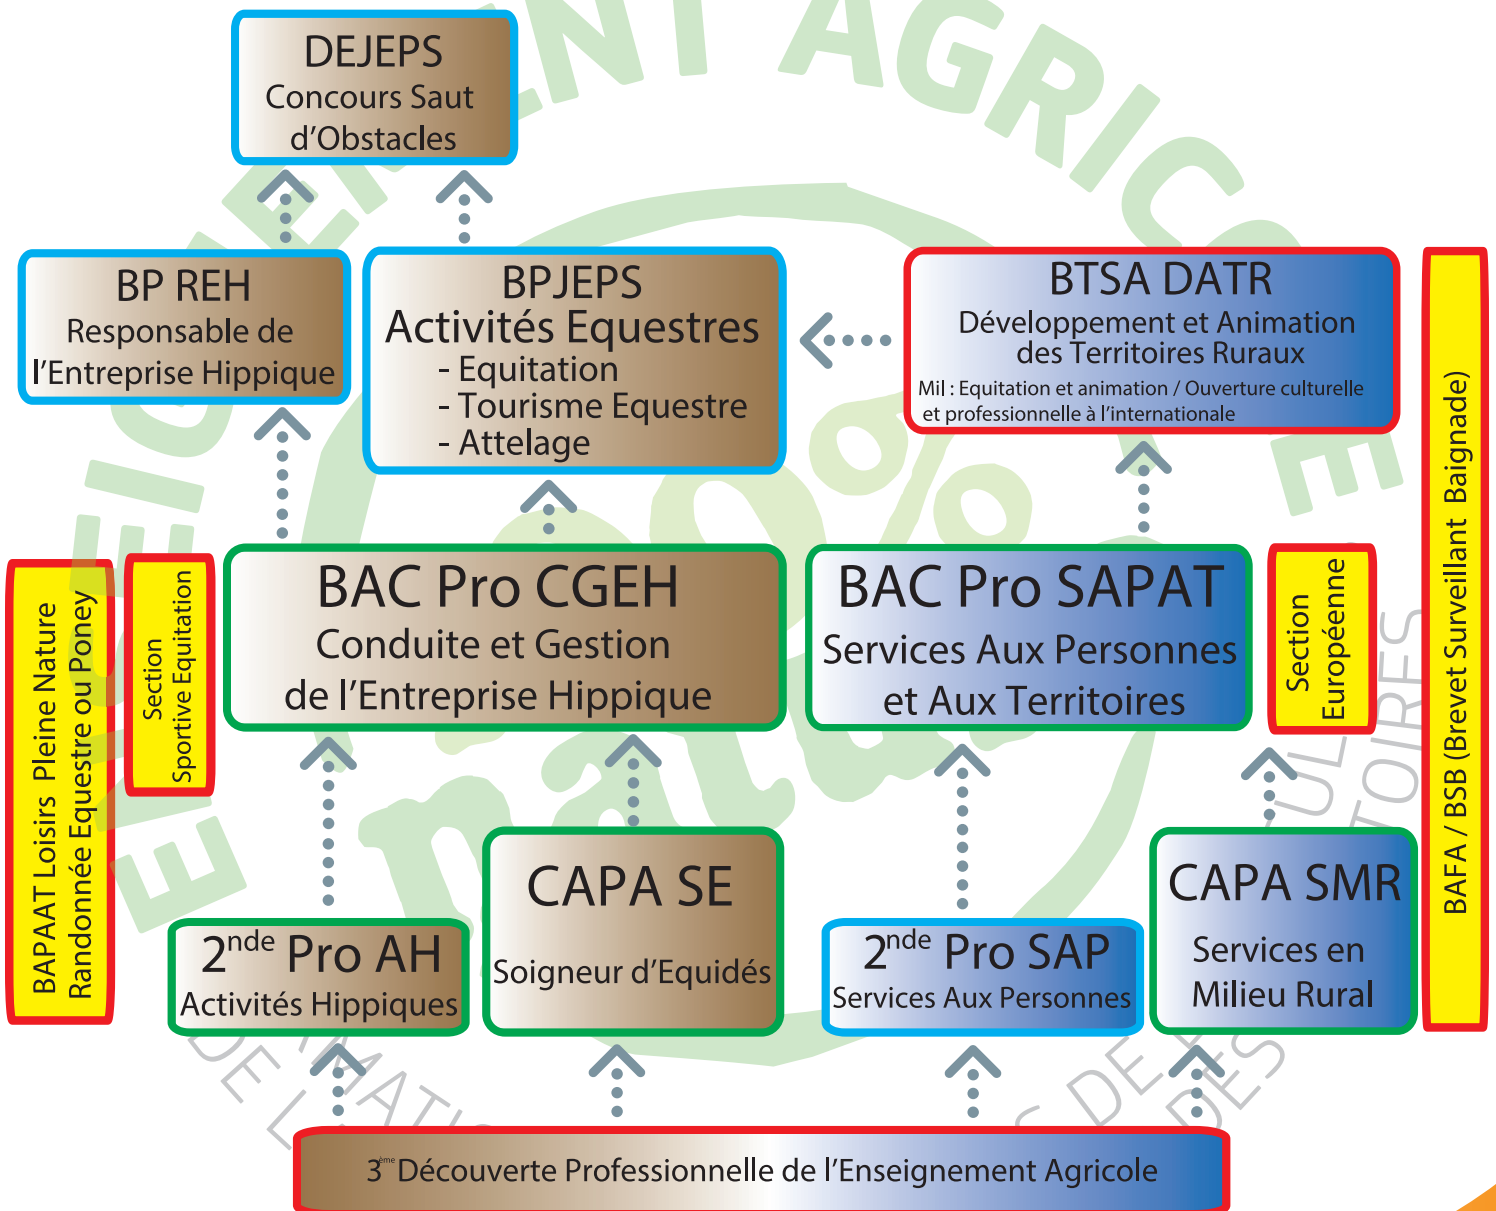 ENSEIGNEMENT AGRICOLE
DEJEPS
Concours Saut
d'Obstacles
BP REH
Responsable de
l'Entreprise Hippique
BPJEPS
Activités Equestres
- Equitation
- Tourisme Equestre
- Attelage
BTSA DATR
Développement et Animation
des Territoires Ruraux
Mil : Equitation et animation / Ouverture culturelle
et professionnelle à l'internationale
BAPAAT Loisirs Pleine Nature
Randonnée Equestre ou Poney
Section
Sportive Equitation
BAC Pro CGEH
Conduite et Gestion
de l'Entreprise Hippique
BAC Pro SAPAT
Services Aux Personnes
et Aux Territoires
Section
Européenne
BAFA / BSB (Brevet Surveillant Baignade)
2nde Pro AH
Activités Hippiques
CAPA SE
Soigneur d'Equidés
2nde Pro SAP
Services Aux Personnes
CAPA SMR
Services en
Milieu Rural
3ème Découverte Professionnelle de l'Enseignement Agricole